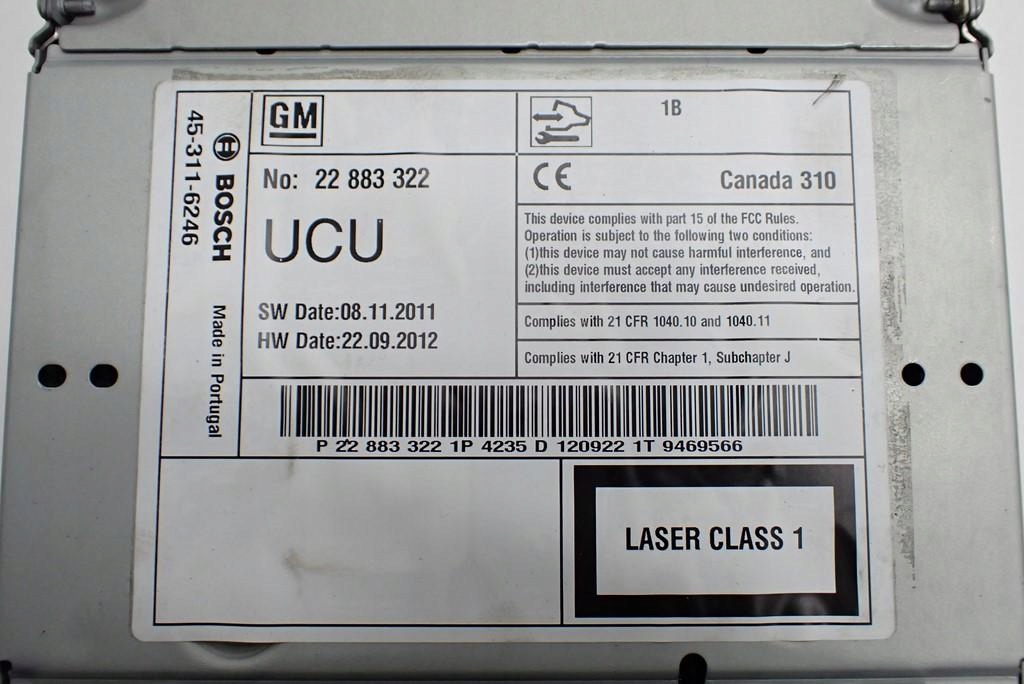 BOSCH Made in Portugal
45-311-6246
GM
No: 22 883 322
UCU
SW Date:08.11.2011
HW Date:22.09.2012
1B
CE Canada 310
This device complies with part 15 of the FCC Rules.
Operation is subject to the following two conditions:
(1)this device may not cause harmful interference, and
(2)this device must accept any interference received,
including interference that may cause undesired operation.
Complies with 21 CFR 1040.10 and 1040.11
Complies with 21 CFR Chapter 1, Subchapter J
P 22 883 322 1P 4235 D 120922 1T 9469566
LASER CLASS 1